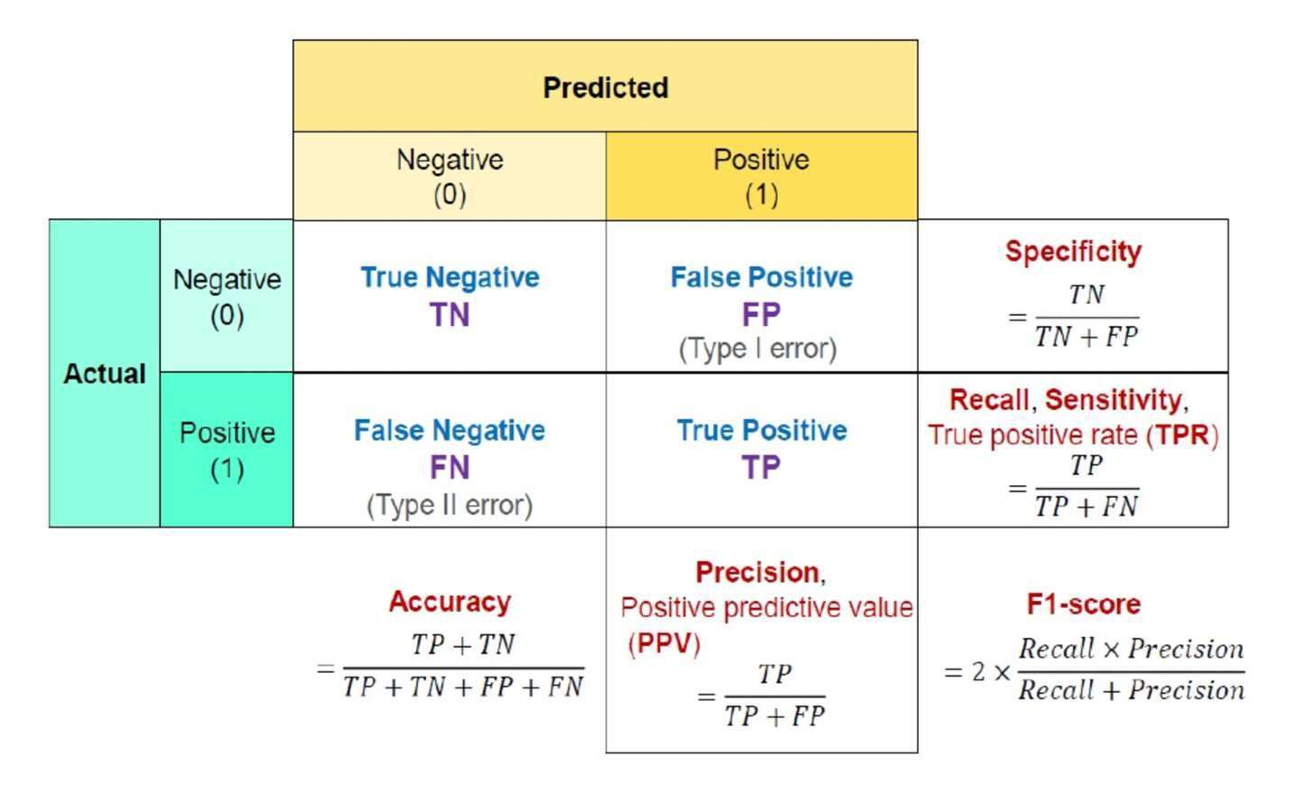 Predicted
Negative
(0)
Positive
(1)
Actual
Negative
(0)
True Negative
TN
False Positive
FP
(Type I error)
Specificity
= TN / (TN + FP)
Positive
(1)
False Negative
FN
(Type II error)
True Positive
TP
Recall, Sensitivity,
True positive rate (TPR)
= TP / (TP + FN)
Accuracy
= (TP + TN) / (TP + TN + FP + FN)
Precision,
Positive predictive value
(PPV)
= TP / (TP + FP)
F1-score
= 2 × (Recall × Precision) / (Recall + Precision)